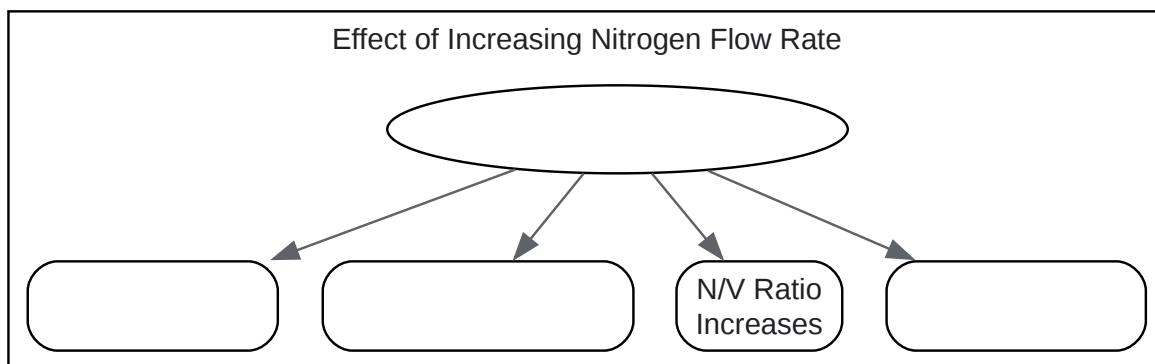 Effect of Increasing Nitrogen Flow Rate
N/V Ratio
Increases